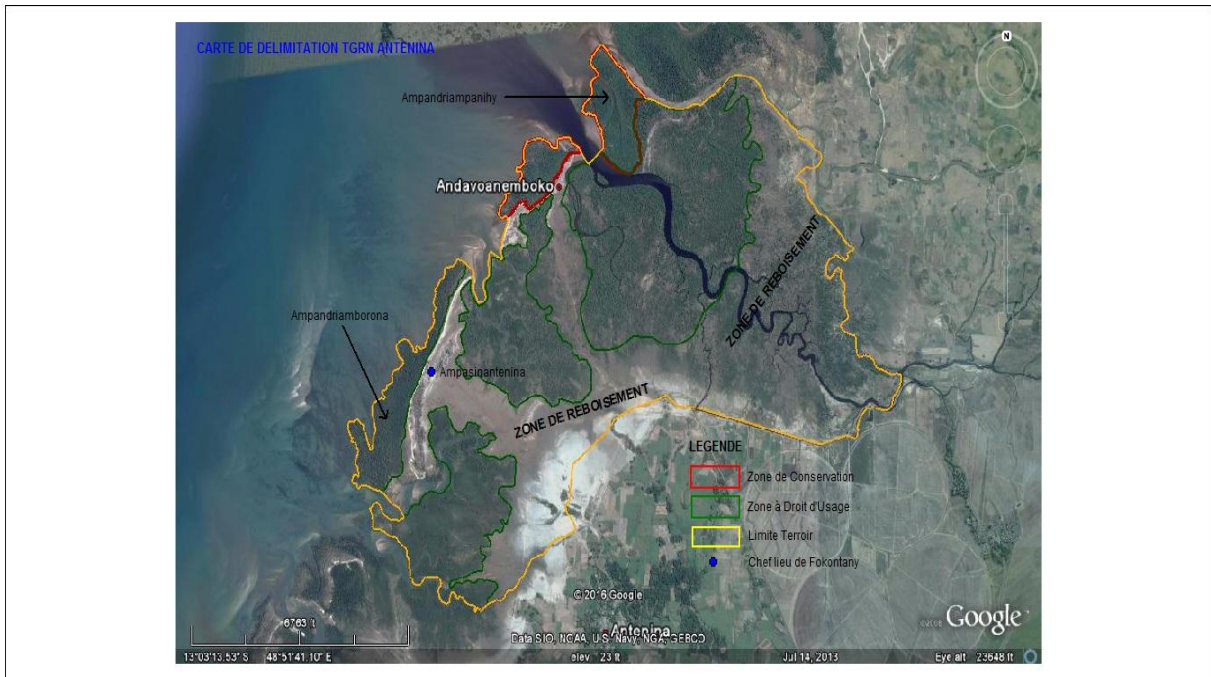 CARTE DE DELIMITATION TGRN ANTENINA
N
Ampandriampanihy
Andavoanemboko
ZONE DE REBOISEMENT
Ampandriamborona
Ampasinantenina
ZONE DE REBOISEMENT
LEGENDE
Zone de Conservation
Zone à Droit d'Usage
Limite Terroir
Chef lieu de Fokontany
© 2016 Google
Google
6763 ft
Antenina
Data SIO, NOAA, U.S. Navy, NGA, GEBCO
13°03'13.53" S 48°51'41.10" E elev 23 ft Jul 14, 2013 Eye alt 23648 ft